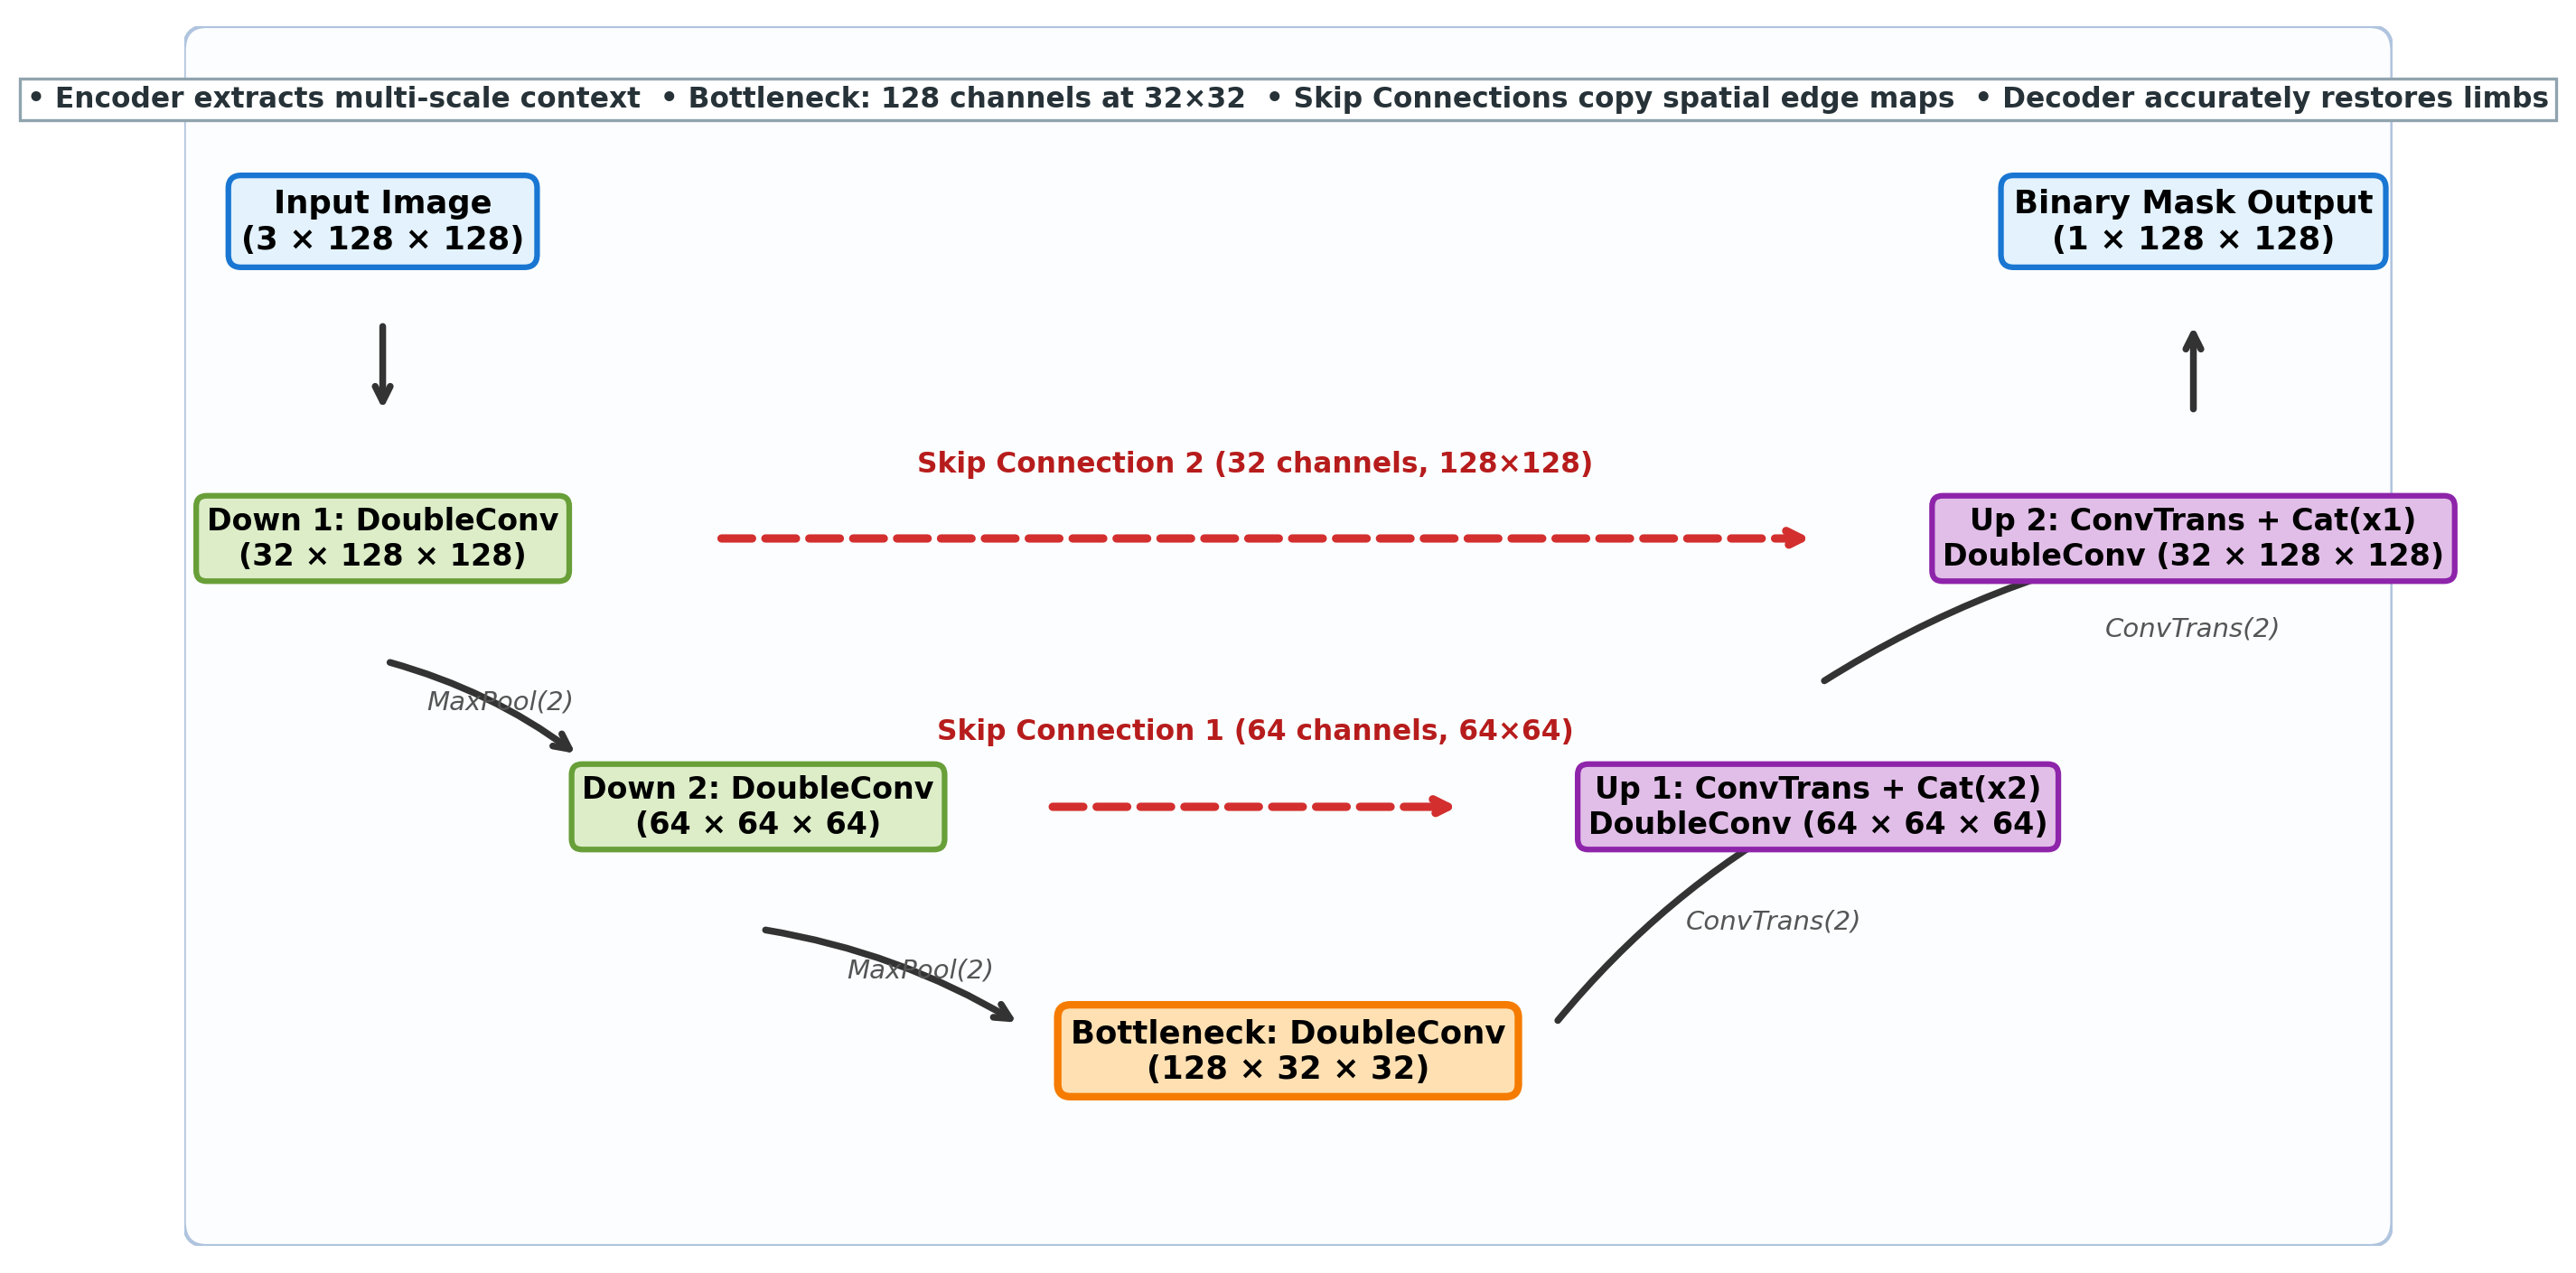 • Encoder extracts multi-scale context • Bottleneck: 128 channels at 32×32 • Skip Connections copy spatial edge maps • Decoder accurately restores limbs
Input Image
(3 × 128 × 128)
Binary Mask Output
(1 × 128 × 128)
Skip Connection 2 (32 channels, 128×128)
Down 1: DoubleConv
(32 × 128 × 128)
Up 2: ConvTrans + Cat(x1)
DoubleConv (32 × 128 × 128)
ConvTrans(2)
MaxPool(2)
Skip Connection 1 (64 channels, 64×64)
Down 2: DoubleConv
(64 × 64 × 64)
Up 1: ConvTrans + Cat(x2)
DoubleConv (64 × 64 × 64)
ConvTrans(2)
MaxPool(2)
Bottleneck: DoubleConv
(128 × 32 × 32)